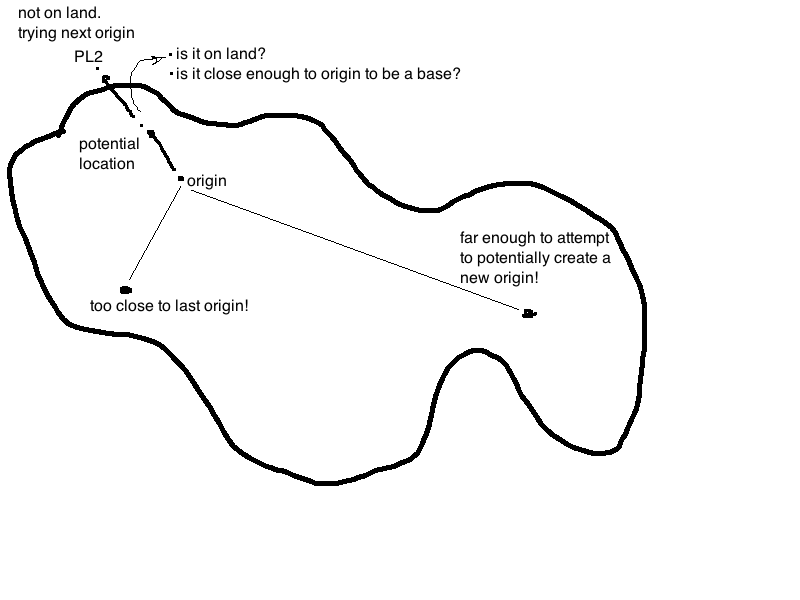 not on land.
trying next origin
PL2
• is it on land?
• is it close enough to origin to be a base?
potential
location
origin
far enough to attempt
to potentially create a
new origin!
too close to last origin!